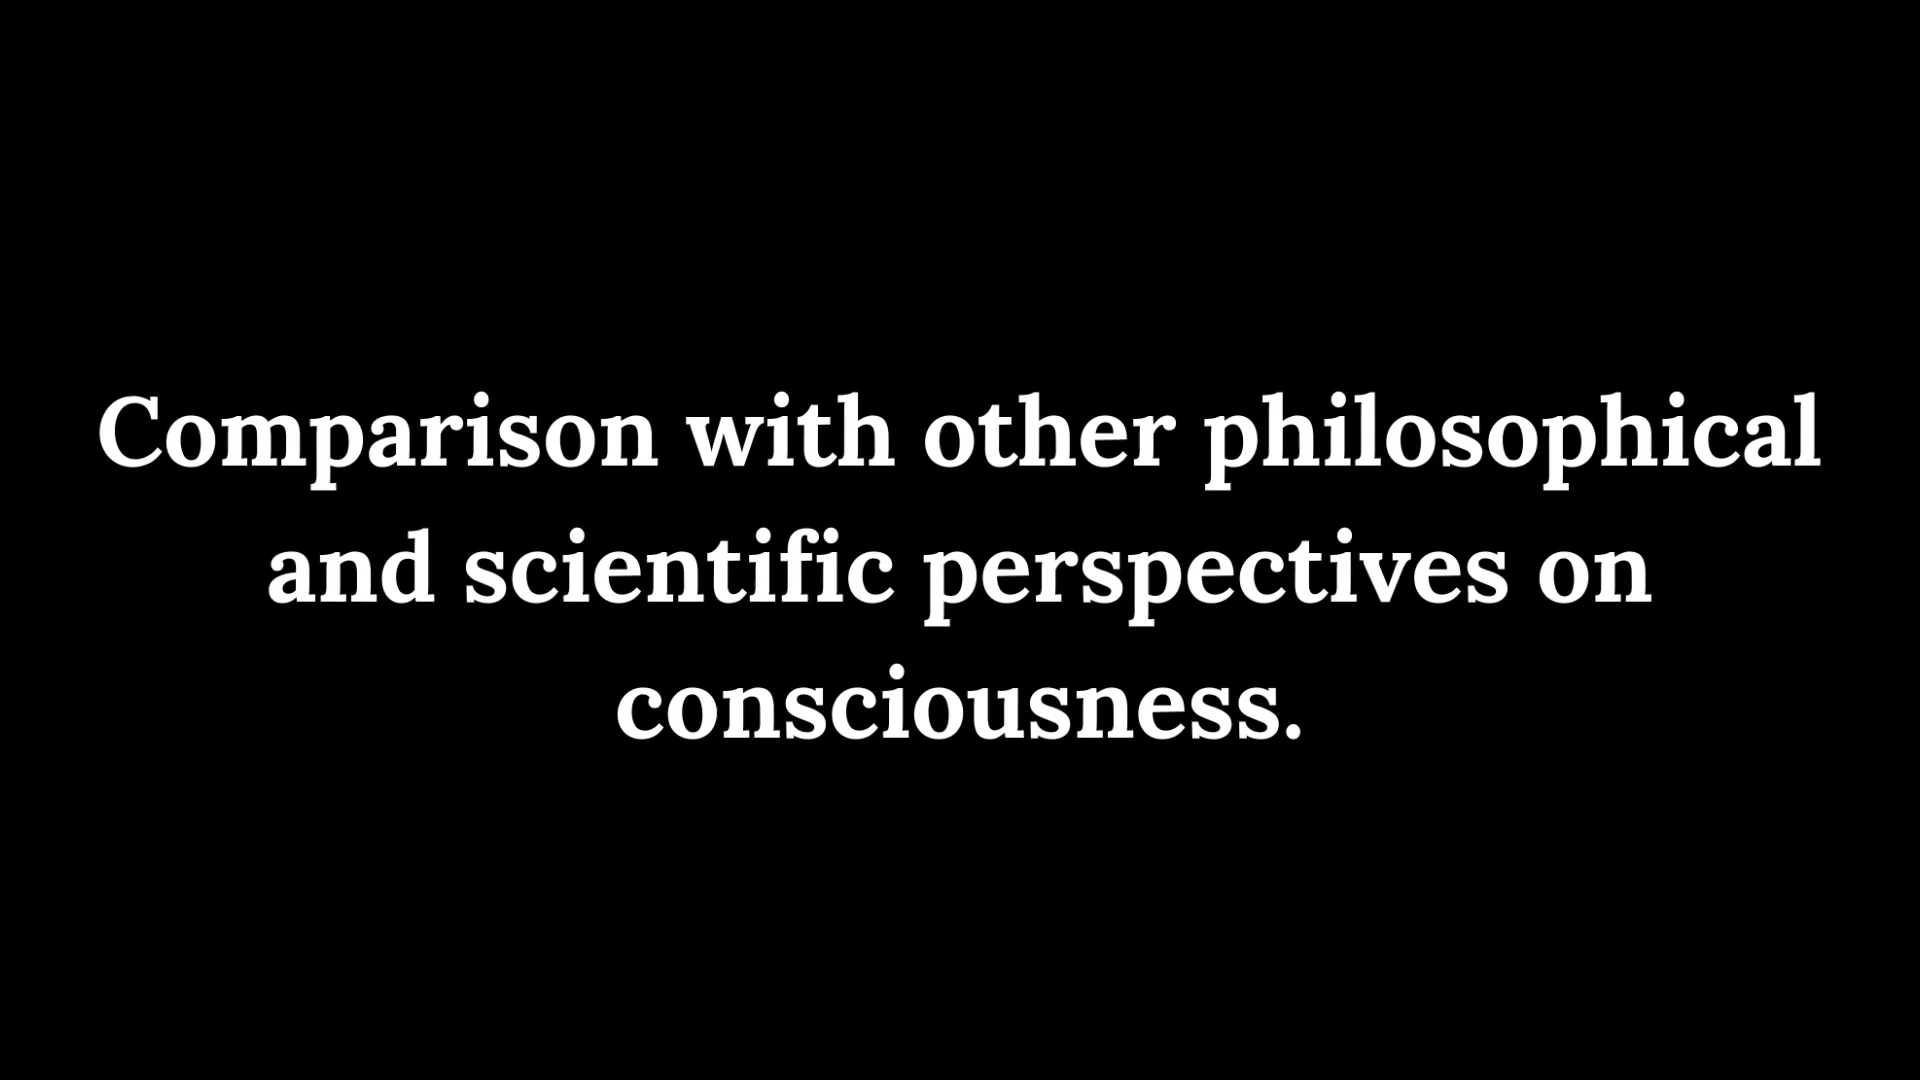 Comparison with other philosophical
and scientific perspectives on
consciousness.